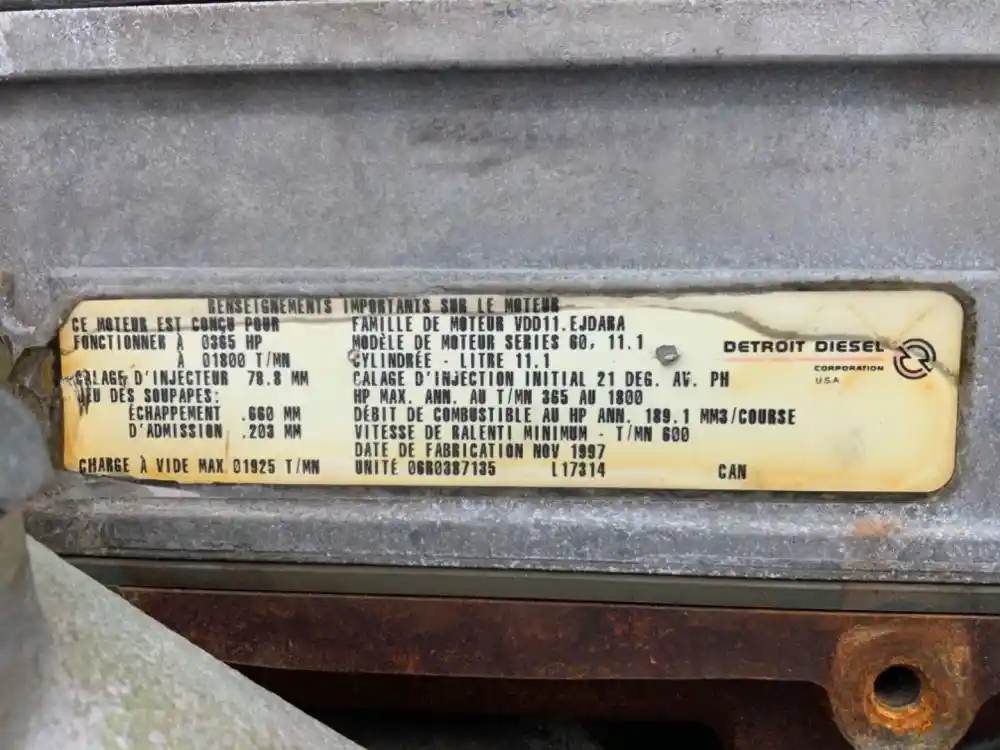 RENSEIGNEMENTS IMPORTANTS SUR LE MOTEUR
CE MOTEUR EST CONÇU POUR
FONCTIONNER À 0365 HP
À 01800 T/MN
CALAGE D'INJECTEUR 78.8 MM
JEU DES SOUPAPES:
ÉCHAPPEMENT .660 MM
D'ADMISSION .203 MM
CHARGE À VIDE MAX 01925 T/MN
FAMILLE DE MOTEUR VDD11.EJDARA
MODÈLE DE MOTEUR SERIES 60, 11.1
CYLINDRÉE - LITRE 11.1
CALAGE D'INJECTION INITIAL 21 DEG. AV. PH
HP MAX. ANN. AU T/MN 365 AU 1800
DÉBIT DE COMBUSTIBLE AU HP ANN. 189.1 MM3/COURSE
VITESSE DE RALENTI MINIMUM - T/MN 600
DATE DE FABRICATION NOV 1997
UNITÉ 06R0387135 L17314 CAN
DETROIT DIESEL
CORPORATION
U.S.A